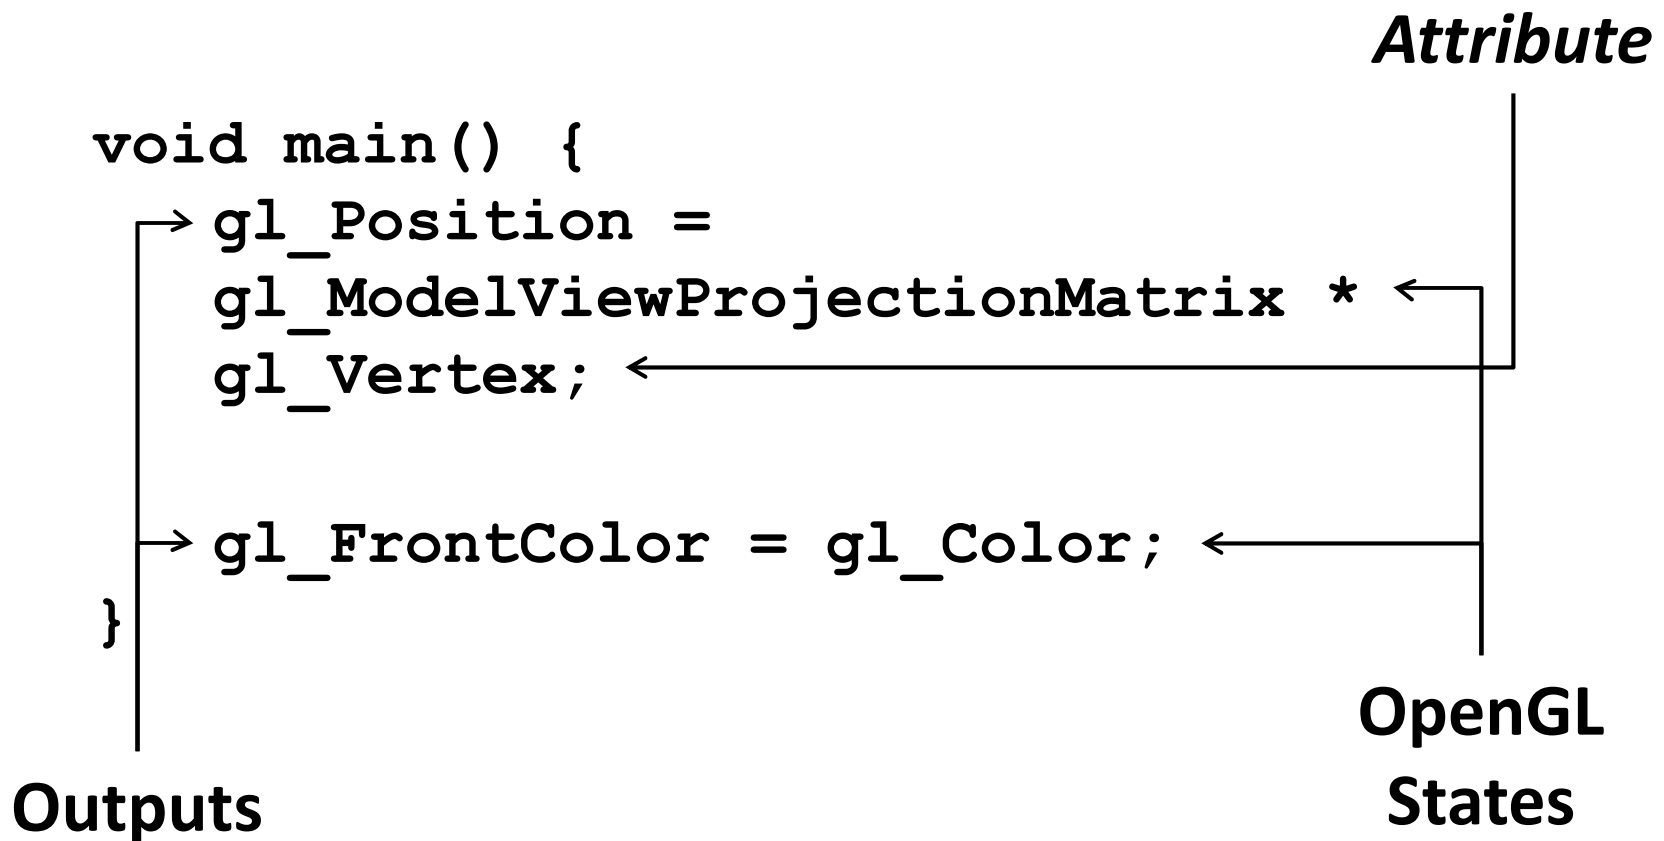 Attribute
void main() {
gl_Position =
gl_ModelViewProjectionMatrix *
gl_Vertex;
gl_FrontColor = gl_Color;
}
OpenGL
States
Outputs